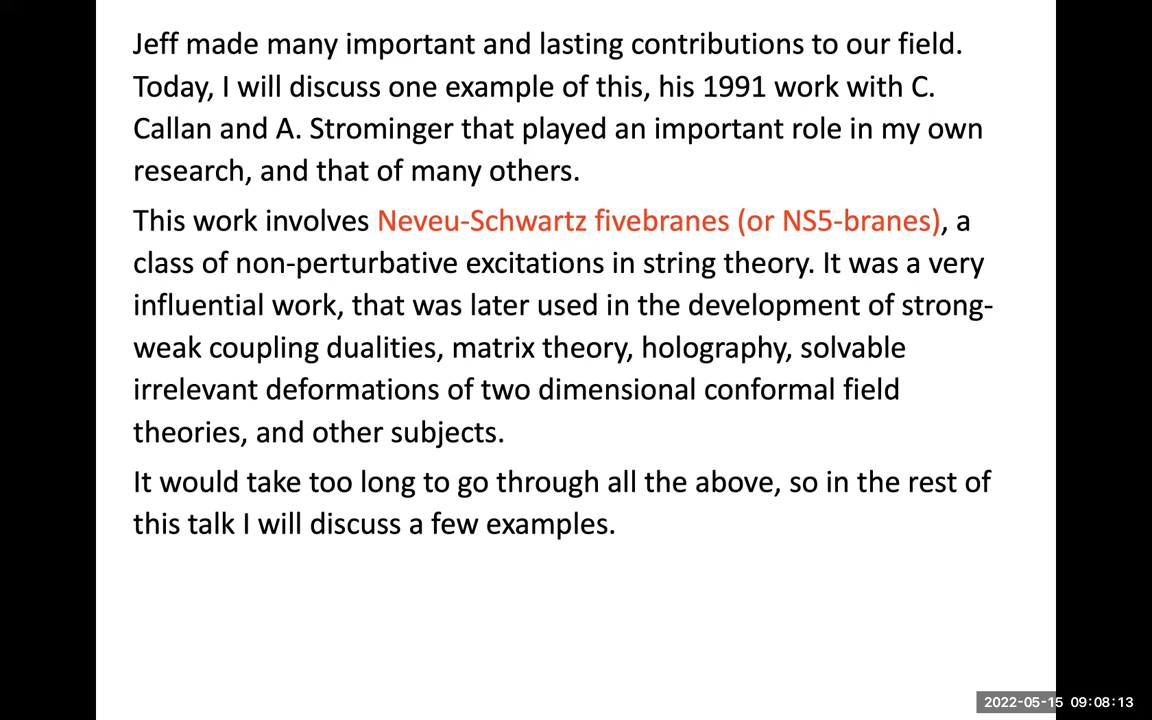 Jeff made many important and lasting contributions to our field.
Today, I will discuss one example of this, his 1991 work with C.
Callan and A. Strominger that played an important role in my own
research, and that of many others.
This work involves Neveu-Schwartz fivebranes (or NS5-branes), a
class of non-perturbative excitations in string theory. It was a very
influential work, that was later used in the development of strong-
weak coupling dualities, matrix theory, holography, solvable
irrelevant deformations of two dimensional conformal field
theories, and other subjects.
It would take too long to go through all the above, so in the rest of
this talk I will discuss a few examples.
2022-05-15 09:08:13